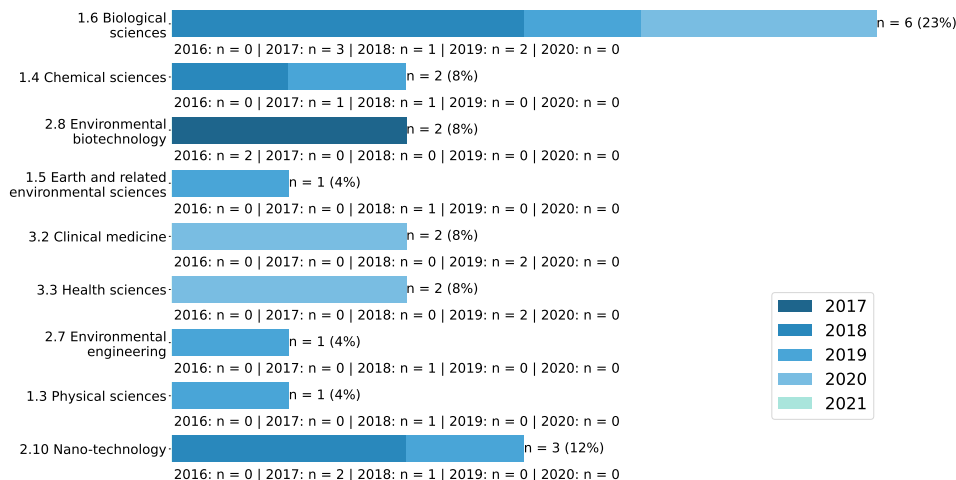 1.6 Biological
sciences
n = 6 (23%)
2016: n = 0 | 2017: n = 3 | 2018: n = 1 | 2019: n = 2 | 2020: n = 0
1.4 Chemical sciences
n = 2 (8%)
2016: n = 0 | 2017: n = 1 | 2018: n = 1 | 2019: n = 0 | 2020: n = 0
2.8 Environmental
biotechnology
n = 2 (8%)
2016: n = 2 | 2017: n = 0 | 2018: n = 0 | 2019: n = 0 | 2020: n = 0
1.5 Earth and related
environmental sciences
n = 1 (4%)
2016: n = 0 | 2017: n = 0 | 2018: n = 1 | 2019: n = 0 | 2020: n = 0
3.2 Clinical medicine
n = 2 (8%)
2016: n = 0 | 2017: n = 0 | 2018: n = 0 | 2019: n = 2 | 2020: n = 0
3.3 Health sciences
n = 2 (8%)
2016: n = 0 | 2017: n = 0 | 2018: n = 0 | 2019: n = 2 | 2020: n = 0
2.7 Environmental
engineering
n = 1 (4%)
2016: n = 0 | 2017: n = 0 | 2018: n = 1 | 2019: n = 0 | 2020: n = 0
1.3 Physical sciences
n = 1 (4%)
2016: n = 0 | 2017: n = 0 | 2018: n = 1 | 2019: n = 0 | 2020: n = 0
2.10 Nano-technology
n = 3 (12%)
2016: n = 0 | 2017: n = 2 | 2018: n = 1 | 2019: n = 0 | 2020: n = 0
2017
2018
2019
2020
2021